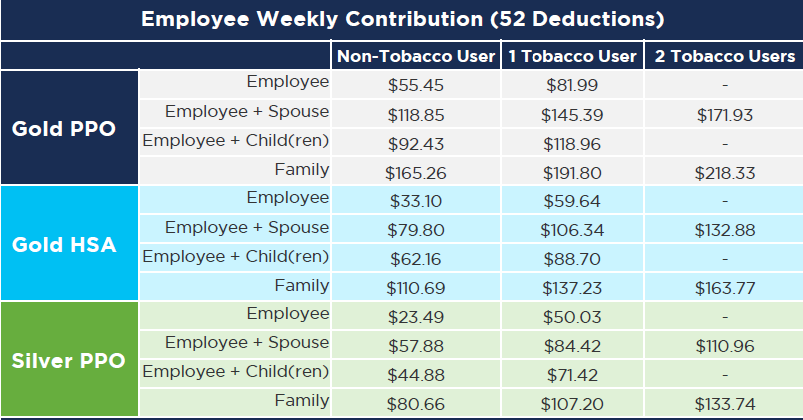 Employee Weekly Contribution (52 Deductions)
Non-Tobacco User 1 Tobacco User 2 Tobacco Users
Gold PPO
Employee $55.45 $81.99 -
Employee + Spouse $118.85 $145.39 $171.93
Employee + Child(ren) $92.43 $118.96 -
Family $165.26 $191.80 $218.33
Gold HSA
Employee $33.10 $59.64 -
Employee + Spouse $79.80 $106.34 $132.88
Employee + Child(ren) $62.16 $88.70 -
Family $110.69 $137.23 $163.77
Silver PPO
Employee $23.49 $50.03 -
Employee + Spouse $57.88 $84.42 $110.96
Employee + Child(ren) $44.88 $71.42 -
Family $80.66 $107.20 $133.74